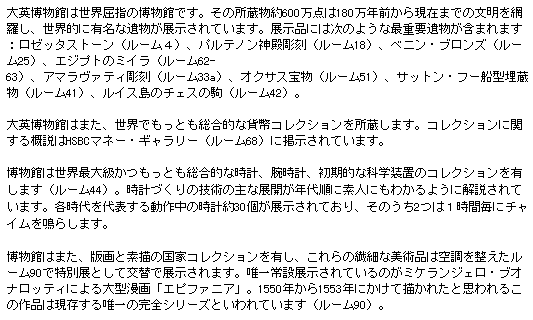 大英博物館は世界屈指の博物館です。その所蔵物約600万点は180万年前から現在までの文明を網
羅し、世界的に有名な遺物が展示されています。展示品には次のような最重要遺物が含まれます
：ロゼッタストーン（ルーム４）、パルテノン神殿彫刻（ルーム18）、ベニン・ブロンズ（ルー
ム25）、エジプトのミイラ（ルーム62-
63）、アマラヴァティ彫刻（ルーム33a）、オクサス宝物（ルーム51）、サットン・フー船型埋蔵
物（ルーム41）、ルイス島のチェスの駒（ルーム42）。
大英博物館はまた、世界でもっとも総合的な貨幣コレクションを所蔵します。コレクションに関
する概説はHSBCマネー・ギャラリー（ルーム68）に掲示されています。
博物館は世界最大級かつもっとも総合的な時計、腕時計、初期的な科学装置のコレクションを有
します（ルーム44）。時計づくりの技術の主な展開が年代順に素人にもわかるように解説されて
います。各時代を代表する動作中の時計約30個が展示されており、そのうち2つは１時間毎にチャ
イムを鳴らします。
博物館はまた、版画と素描の国家コレクションを有し、これらの繊細な美術品は空調を整えたル
ーム90で特別展として交替で展示されます。唯一常設展示されているのがミケランジェロ・ブオ
ナロッティによる大型漫画「エピファニア」。1550年から1553年にかけて描かれたと思われるこ
の作品は現存する唯一の完全シリーズといわれています（ルーム90）。